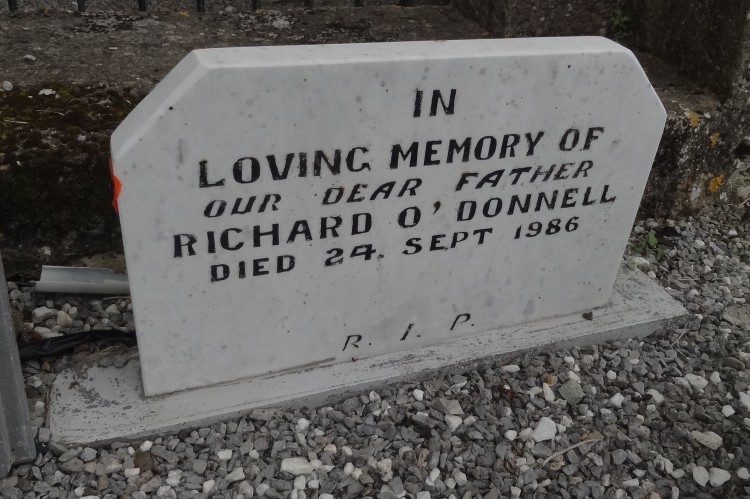 IN
LOVING MEMORY OF
OUR DEAR FATHER
RICHARD O'DONNELL
DIED 24. SEPT 1986
R. I. P.